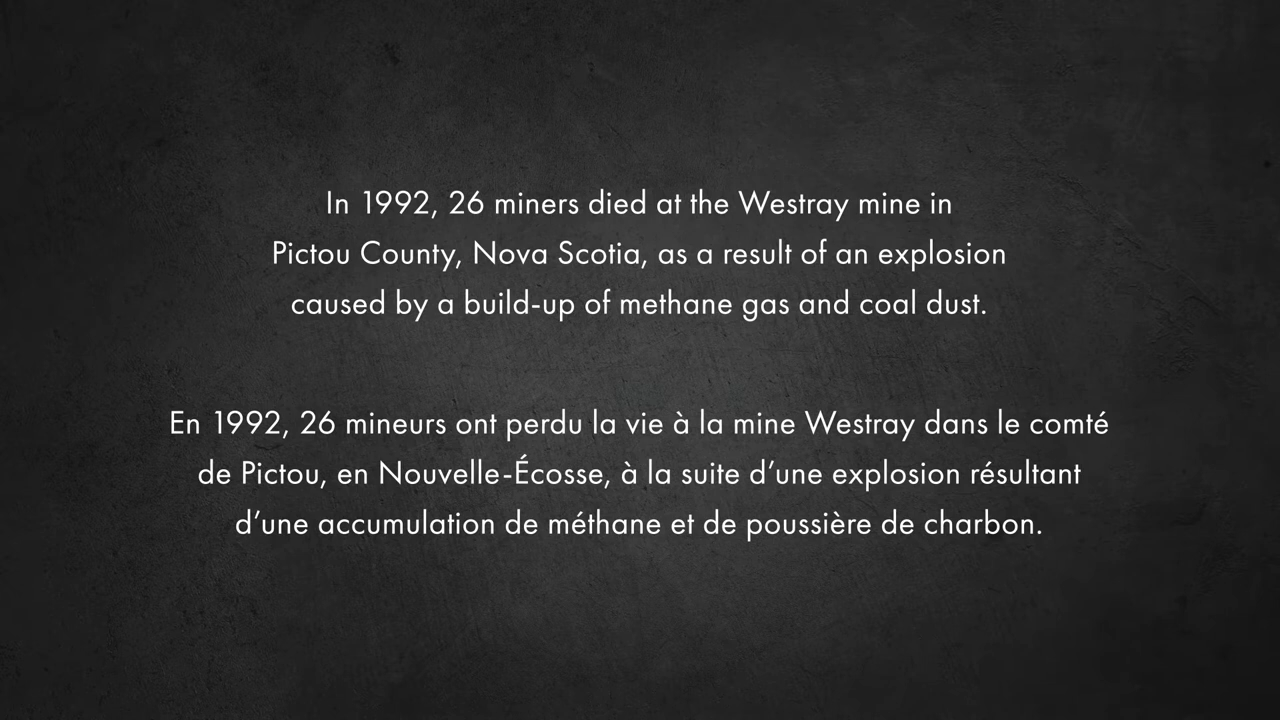 In 1992, 26 miners died at the Westray mine in
Pictou County, Nova Scotia, as a result of an explosion
caused by a build-up of methane gas and coal dust.
En 1992, 26 mineurs ont perdu la vie à la mine Westray dans le comté
de Pictou, en Nouvelle-Écosse, à la suite d’une explosion résultant
d’une accumulation de méthane et de poussière de charbon.